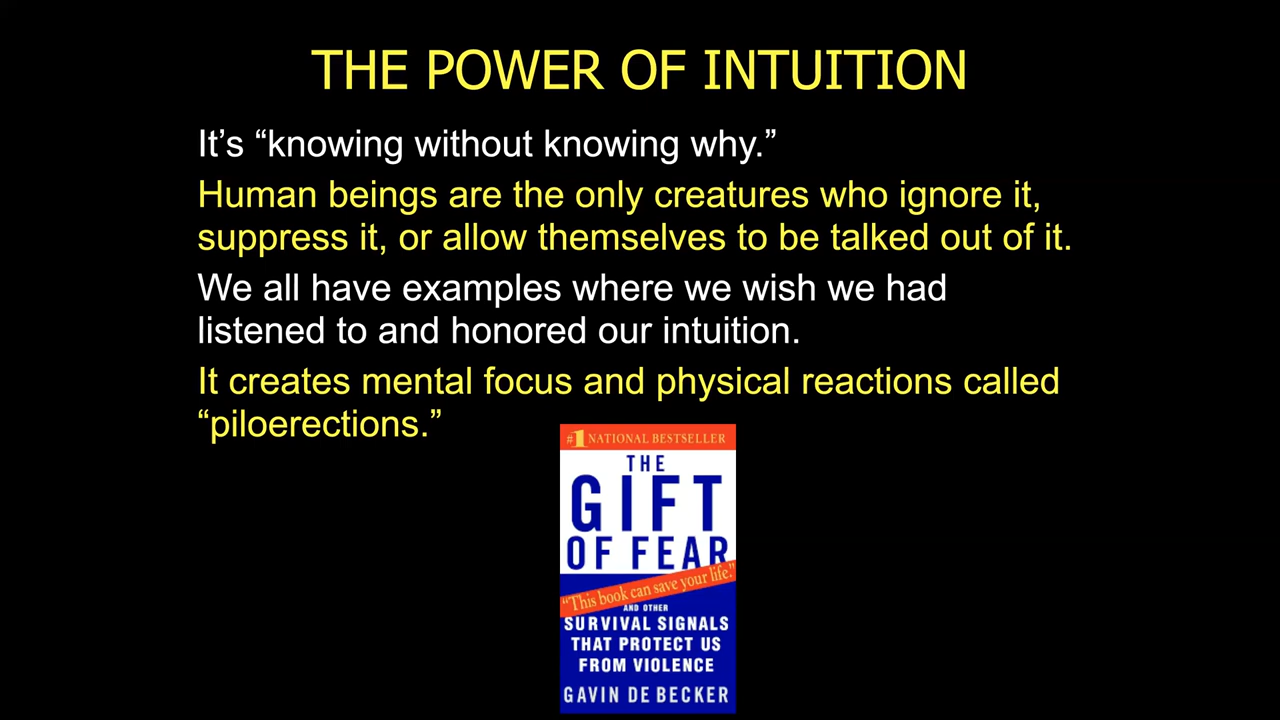 THE POWER OF INTUITION
It’s “knowing without knowing why.”
Human beings are the only creatures who ignore it,
suppress it, or allow themselves to be talked out of it.
We all have examples where we wish we had
listened to and honored our intuition.
It creates mental focus and physical reactions called
“piloerections.”
#1 NATIONAL BESTSELLER
THE
GIFT
OF FEAR
“This book can save your life.”
AND OTHER
SURVIVAL SIGNALS
THAT PROTECT US
FROM VIOLENCE
GAVIN DE BECKER